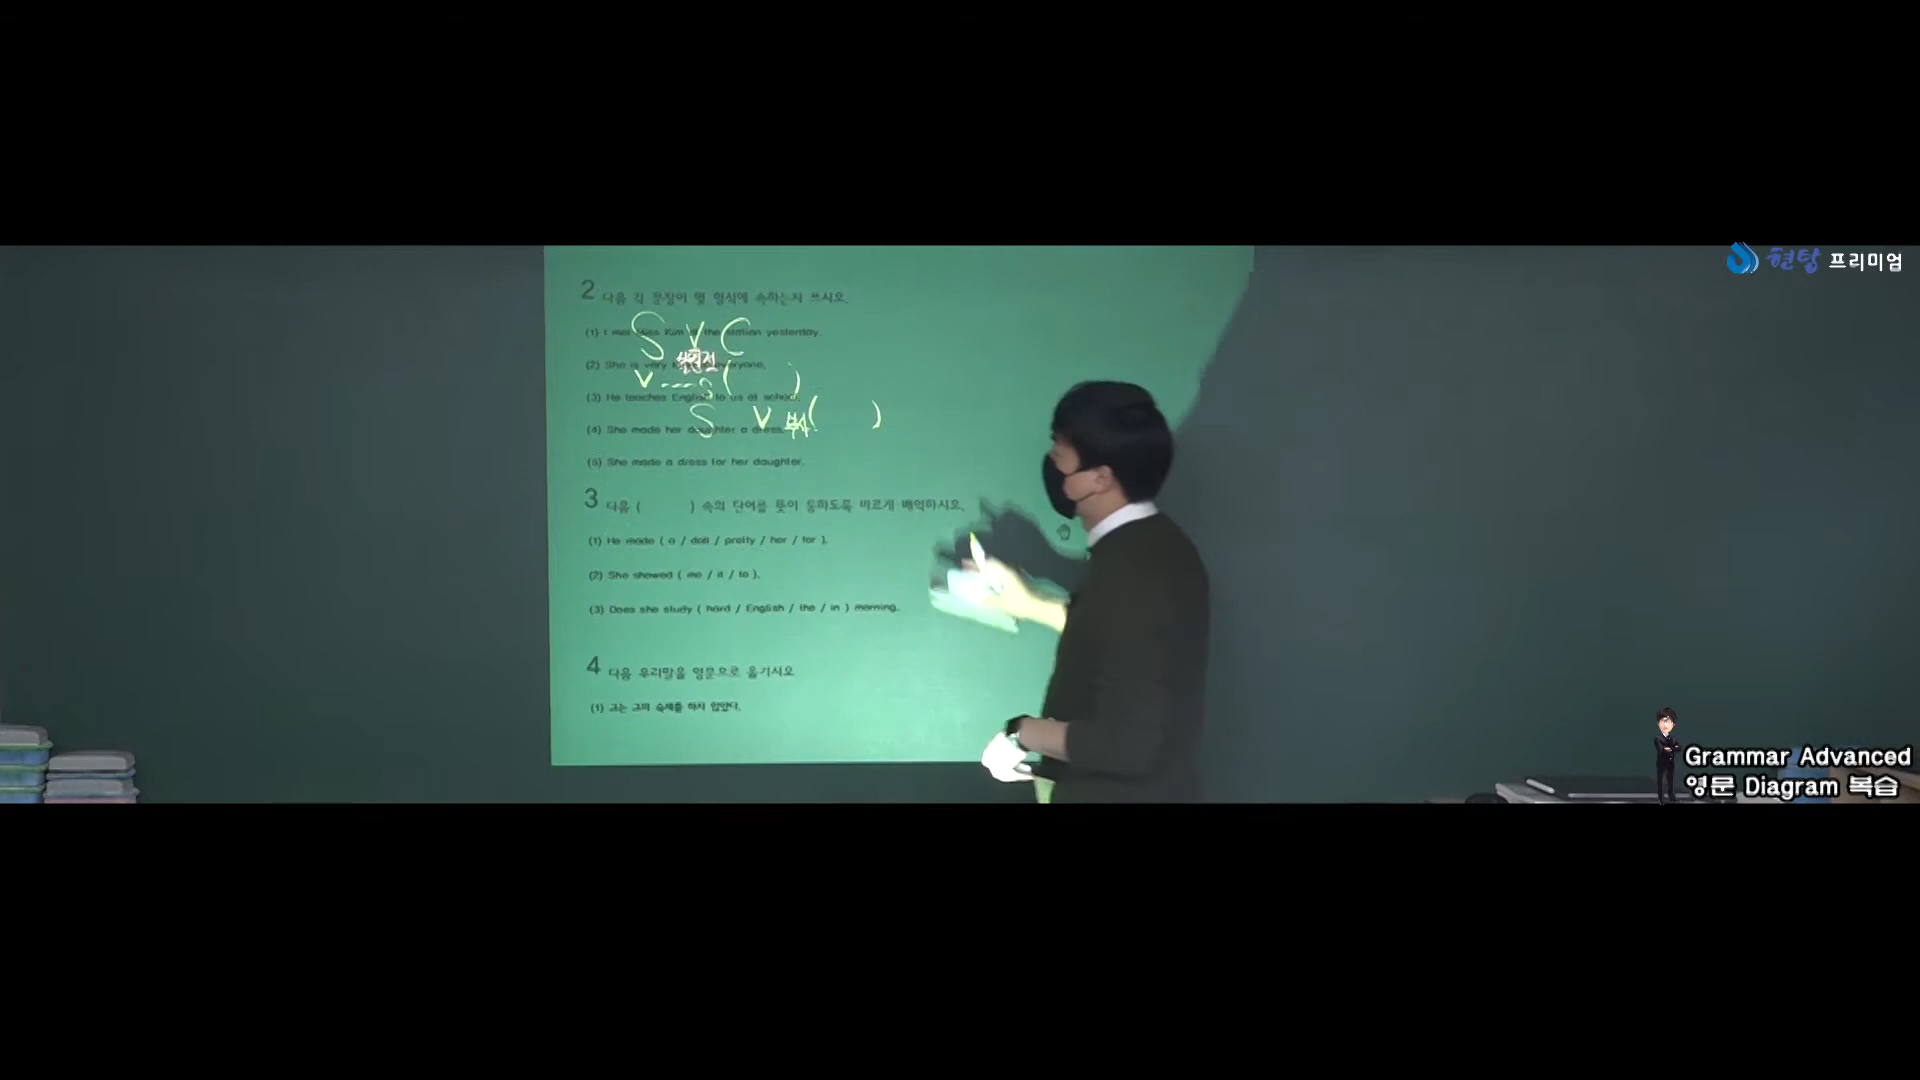 현탕 프리미엄
2 다음 각 문장이 몇 형식에 속하는지 쓰시오.
(1) I met Miss Kim at the station yesterday.
S V C
(2) She is very to everyone.
V ( )
(3) He teaches English to us at school.
S V 부사 ( )
(4) She made her daughter a dress.
(5) She made a dress for her daughter.
3 다음 ( ) 속의 단어를 뜻이 통하도록 바르게 배열하시오.
(1) He made ( a / doll / pretty / her / for ).
(2) She showed ( me / it / to ).
(3) Does she study ( hard / English / the / in ) morning.
4 다음 우리말을 영문으로 옮기시오
(1) 그는 그의 숙제를 하지 않았다.
Grammar Advanced
영문 Diagram 복습